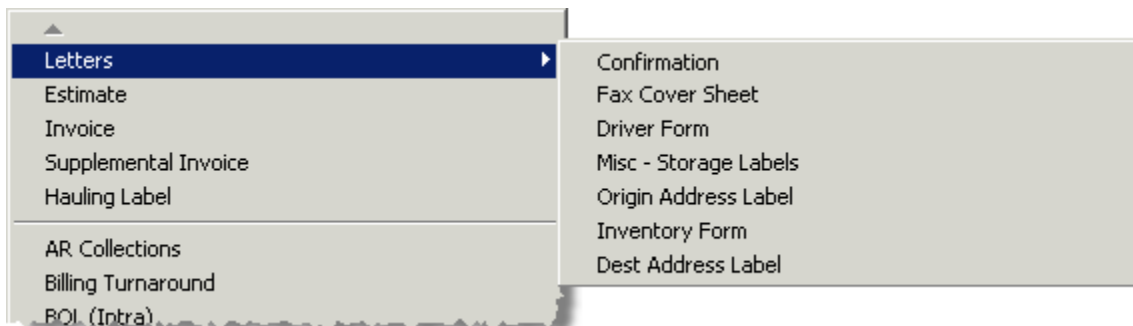 Letters
Estimate
Invoice
Supplemental Invoice
Hauling Label
AR Collections
Billing Turnaround
BOL (Intra)
Confirmation
Fax Cover Sheet
Driver Form
Misc - Storage Labels
Origin Address Label
Inventory Form
Dest Address Label